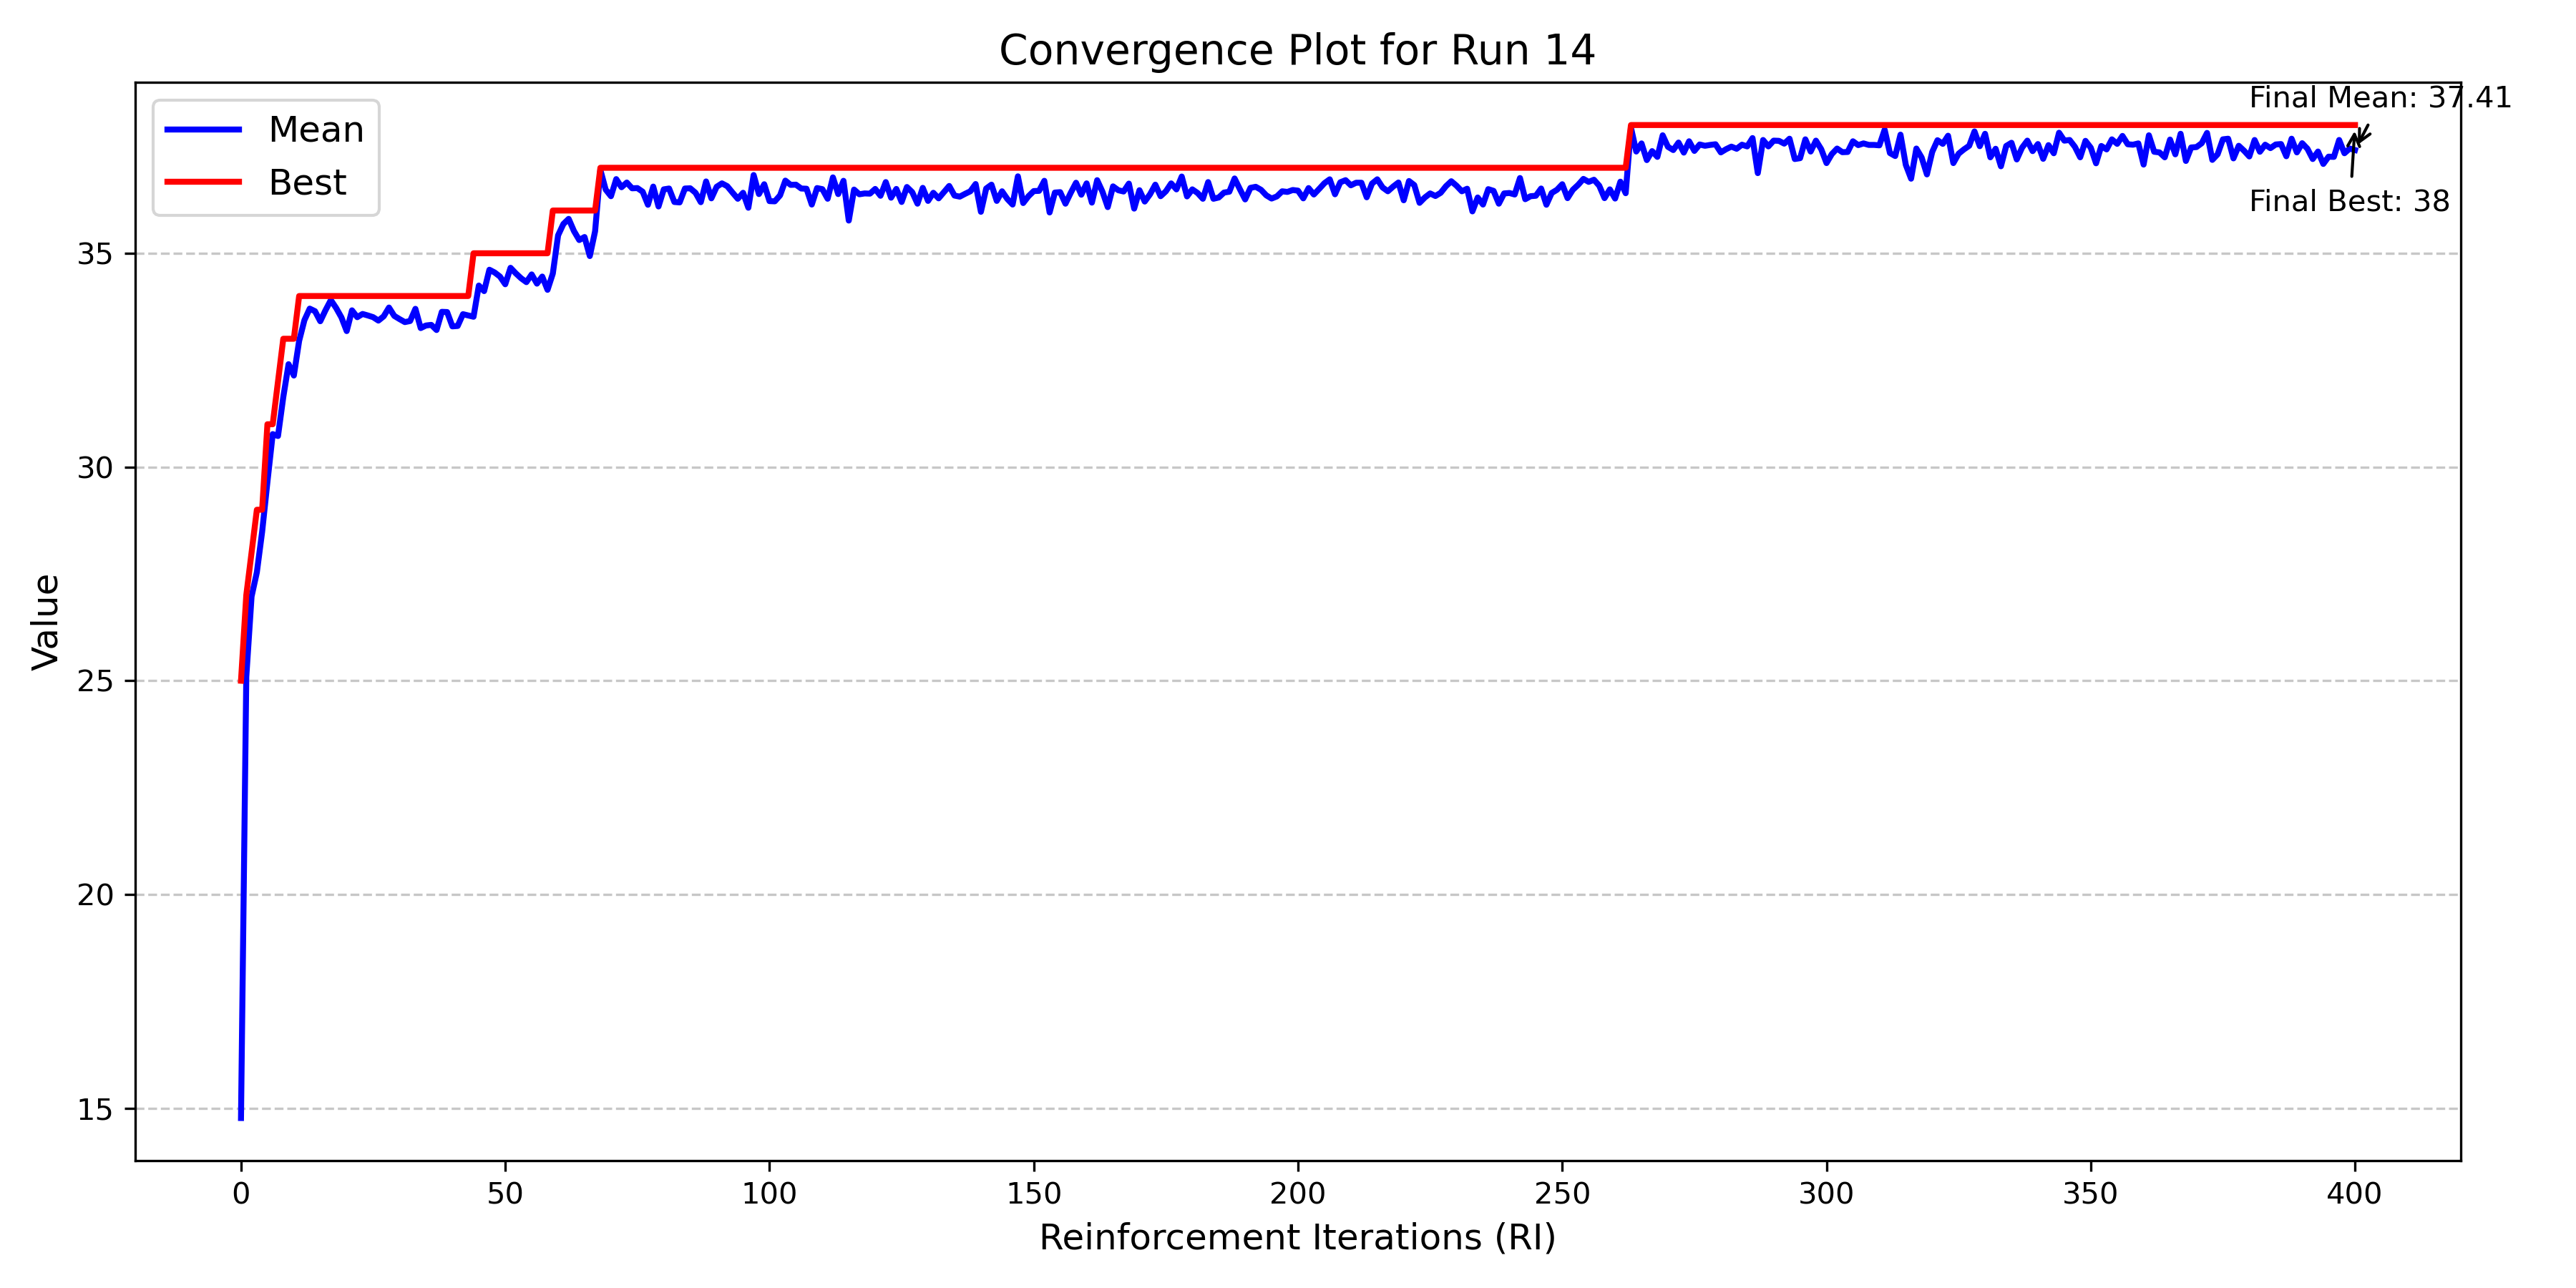 Convergence Plot for Run 14
Mean
Best
Final Mean: 37.41
Final Best: 38
Value
35
30
25
20
15
0 50 100 150 200 250 300 350 400
Reinforcement Iterations (RI)